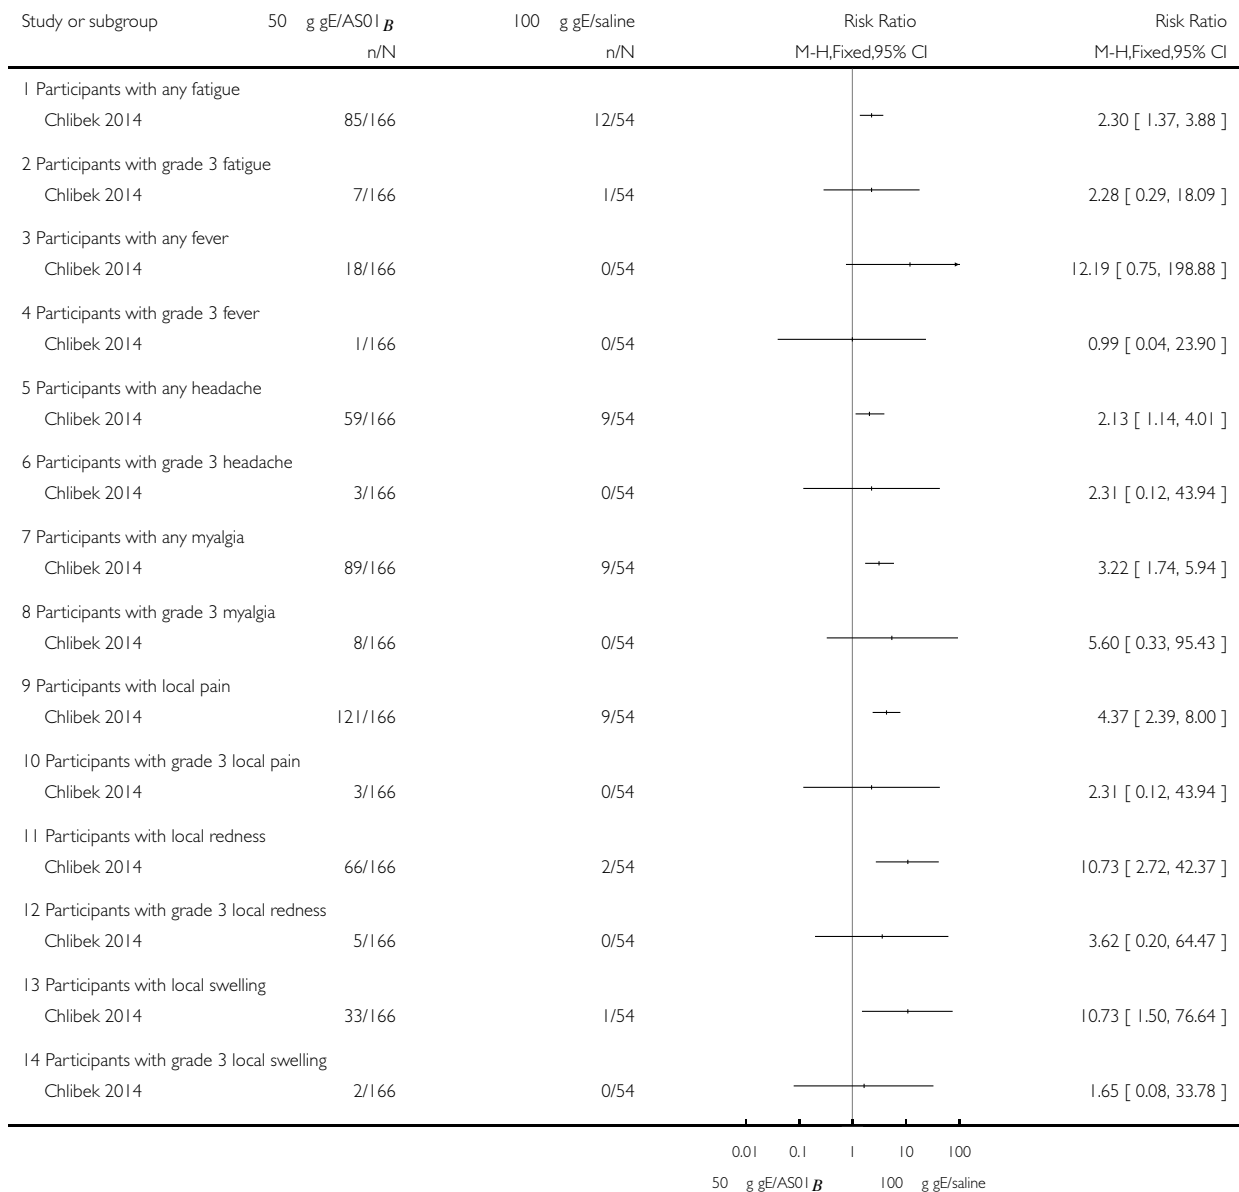 Study or subgroup 50 g gE/AS01B 100 g gE/saline Risk Ratio Risk Ratio
n/N n/N M-H,Fixed,95% CI M-H,Fixed,95% CI
1 Participants with any fatigue
Chlibek 2014 85/166 12/54 2.30 [ 1.37, 3.88 ]
2 Participants with grade 3 fatigue
Chlibek 2014 7/166 1/54 2.28 [ 0.29, 18.09 ]
3 Participants with any fever
Chlibek 2014 18/166 0/54 12.19 [ 0.75, 198.88 ]
4 Participants with grade 3 fever
Chlibek 2014 1/166 0/54 0.99 [ 0.04, 23.90 ]
5 Participants with any headache
Chlibek 2014 59/166 9/54 2.13 [ 1.14, 4.01 ]
6 Participants with grade 3 headache
Chlibek 2014 3/166 0/54 2.31 [ 0.12, 43.94 ]
7 Participants with any myalgia
Chlibek 2014 89/166 9/54 3.22 [ 1.74, 5.94 ]
8 Participants with grade 3 myalgia
Chlibek 2014 8/166 0/54 5.60 [ 0.33, 95.43 ]
9 Participants with local pain
Chlibek 2014 121/166 9/54 4.37 [ 2.39, 8.00 ]
10 Participants with grade 3 local pain
Chlibek 2014 3/166 0/54 2.31 [ 0.12, 43.94 ]
11 Participants with local redness
Chlibek 2014 66/166 2/54 10.73 [ 2.72, 42.37 ]
12 Participants with grade 3 local redness
Chlibek 2014 5/166 0/54 3.62 [ 0.20, 64.47 ]
13 Participants with local swelling
Chlibek 2014 33/166 1/54 10.73 [ 1.50, 76.64 ]
14 Participants with grade 3 local swelling
Chlibek 2014 2/166 0/54 1.65 [ 0.08, 33.78 ]
0.01 0.1 1 10 100
50 g gE/AS01B 100 g gE/saline